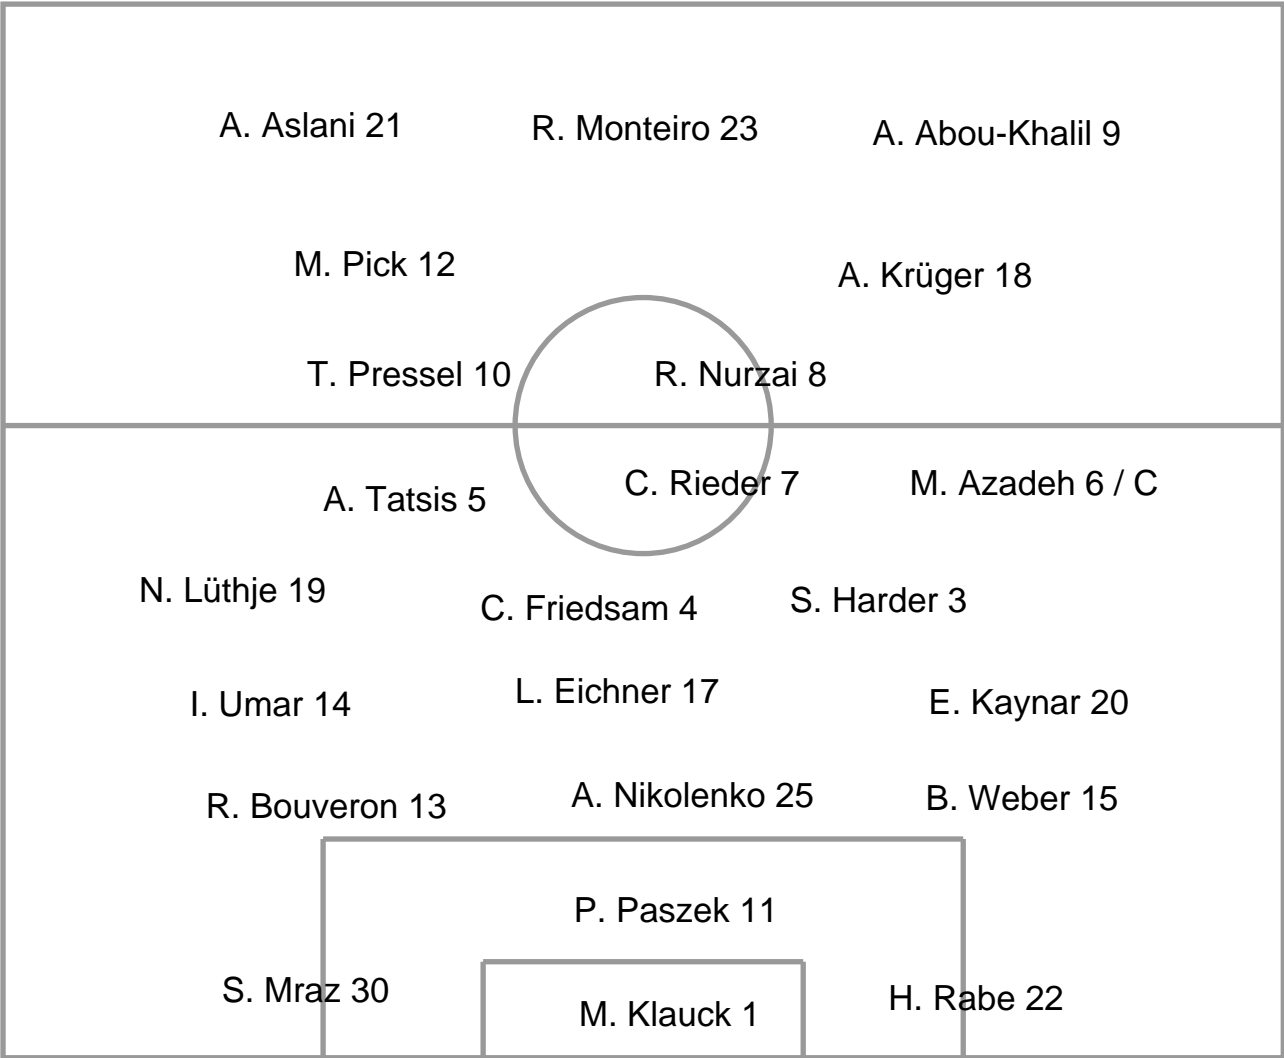 A. Aslani 21
R. Monteiro 23
A. Abou-Khalil 9
M. Pick 12
A. Krüger 18
T. Pressel 10
R. Nurzai 8
A. Tatsis 5
C. Rieder 7
M. Azadeh 6 / C
N. Lüthje 19
C. Friedsam 4
S. Harder 3
I. Umar 14
L. Eichner 17
E. Kaynar 20
R. Bouveron 13
A. Nikolenko 25
B. Weber 15
P. Paszek 11
S. Mraz 30
M. Klauck 1
H. Rabe 22